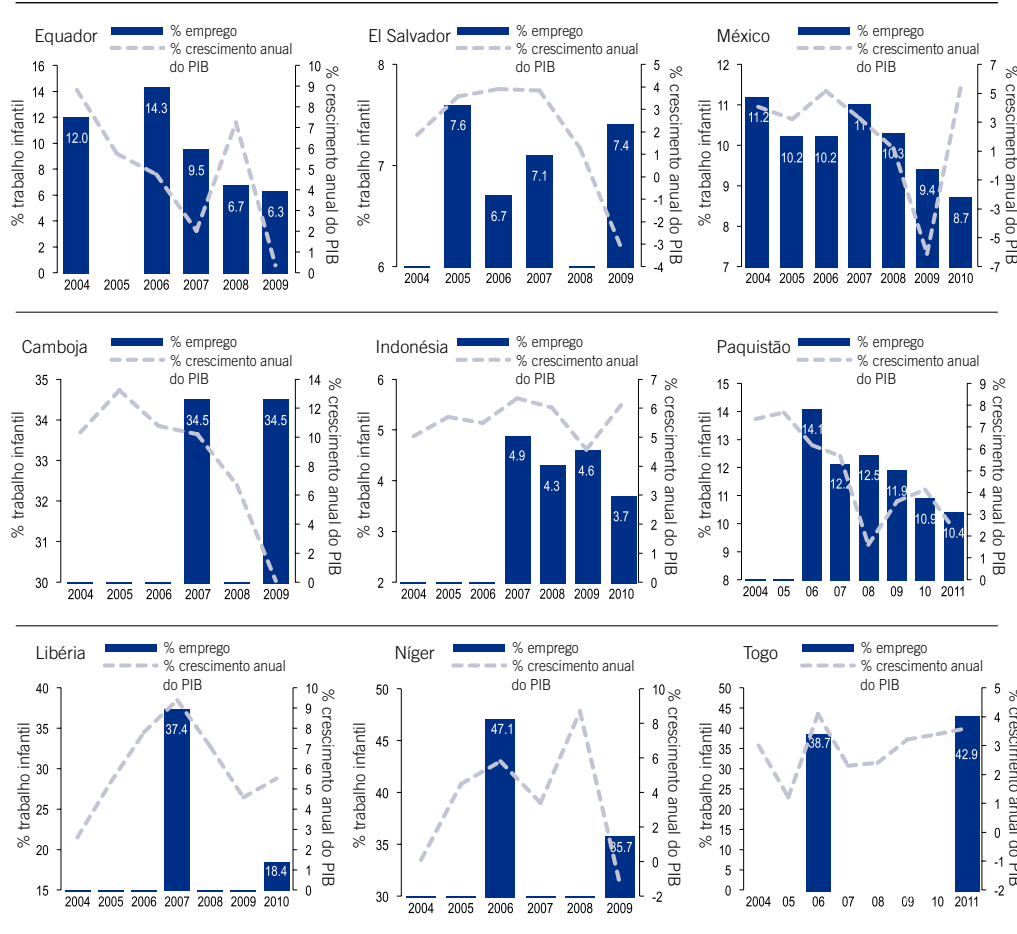 Equador
% emprego
% crescimento anual
do PIB
% trabalho infantil
16
14
12
10
8
6
4
2
0
12.0
14.3
9.5
6.7
6.3
10
9
8
7
6
5
4
3
2
1
0
% crescimento anual do PIB
2004 2005 2006 2007 2008 2009
El Salvador
% emprego
% crescimento anual
do PIB
% trabalho infantil
8
7
6
7.6
6.7
7.1
7.4
5
4
3
2
1
0
-1
-2
-3
-4
% crescimento anual do PIB
2004 2005 2006 2007 2008 2009
México
% emprego
% crescimento anual
do PIB
% trabalho infantil
12
11
10
9
8
7
11.2
10.2
10.2
11
10.3
9.4
8.7
7
5
3
1
-1
-3
-5
-7
% crescimento anual do PIB
2004 2005 2006 2007 2008 2009 2010
Camboja
% emprego
% crescimento anual
do PIB
% trabalho infantil
35
34
33
32
31
30
34.5
34.5
14
12
10
8
6
4
2
0
% crescimento anual do PIB
2004 2005 2006 2007 2008 2009
Indonésia
% emprego
% crescimento anual
do PIB
% trabalho infantil
6
5
4
3
2
4.9
4.3
4.6
3.7
7
6
5
4
3
2
1
0
% crescimento anual do PIB
2004 2005 2006 2007 2008 2009 2010
Paquistão
% emprego
% crescimento anual
do PIB
% trabalho infantil
15
14
13
12
11
10
9
8
14.1
12.2
12.5
11.9
10.9
10.4
9
8
7
6
5
4
3
2
1
0
% crescimento anual do PIB
2004 05 06 07 08 09 10 2011
Libéria
% emprego
% crescimento anual
do PIB
% trabalho infantil
40
35
30
25
20
15
37.4
18.4
10
9
8
7
6
5
4
3
2
1
0
% crescimento anual do PIB
2004 2005 2006 2007 2008 2009 2010
Níger
% emprego
% crescimento anual
do PIB
% trabalho infantil
50
45
40
35
30
47.1
35.7
10
8
6
4
2
0
-2
% crescimento anual do PIB
2004 2005 2006 2007 2008 2009
Togo
% emprego
% crescimento anual
do PIB
% trabalho infantil
50
45
40
35
30
25
20
15
10
5
0
38.7
42.9
5
4
3
2
1
0
-1
-2
% crescimento anual do PIB
2004 05 06 07 08 09 10 2011